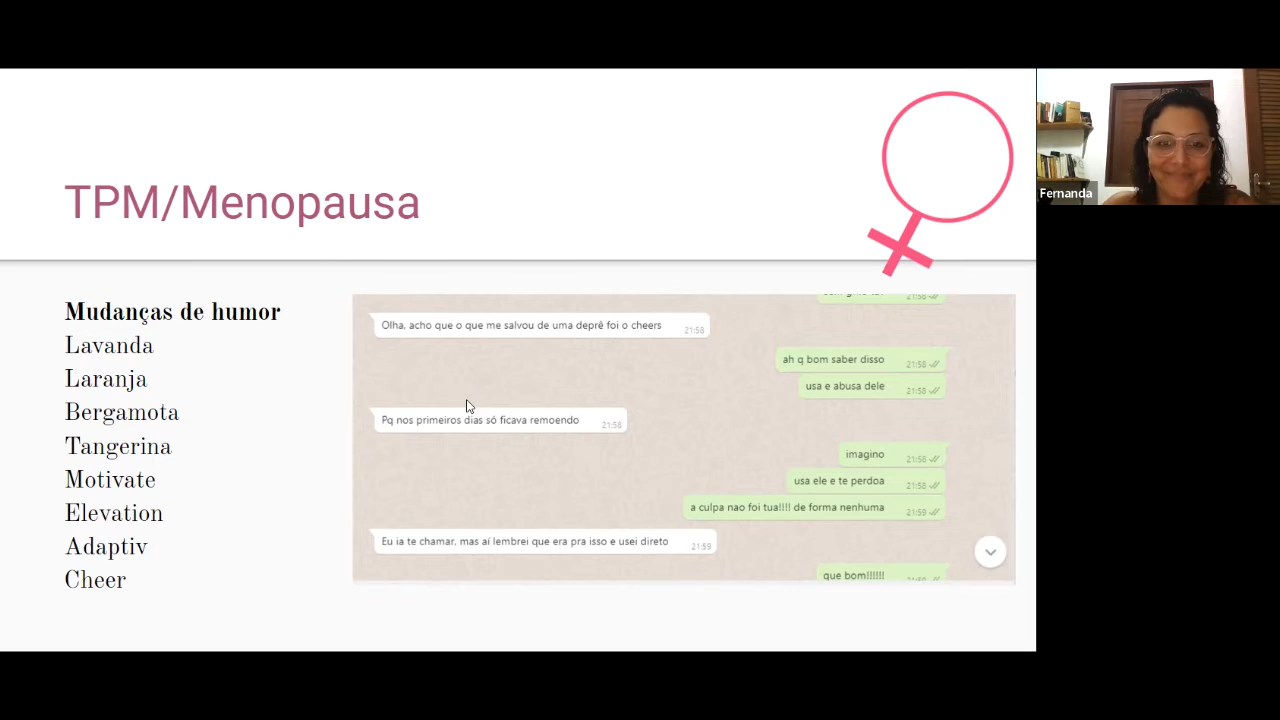 TPM/Menopausa
Fernanda
Mudanças de humor
Lavanda
Laranja
Bergamota
Tangerina
Motivate
Elevation
Adaptiv
Cheer
21:58
Olha, acho que o que me salvou de uma deprê foi o cheers 21:58
ah q bom saber disso 21:58
usa e abusa dele 21:58
Pq nos primeiros dias só ficava remoendo 21:58
imagino 21:58
usa ele e te perdoa 21:58
a culpa nao foi tua!!!! de forma nenhuma 21:59
Eu ia te chamar, mas aí lembrei que era pra isso e usei direto 21:59
que bom!!!!!! 21:59